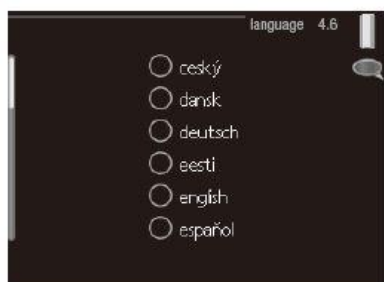 language 4.6
ceský
dansk
deutsch
eesti
english
español